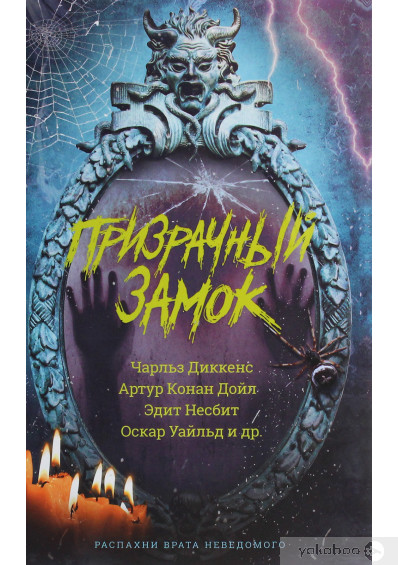 ПРИЗРАЧНЫЙ
ЗАМОК
Чарльз Диккенс
Артур Конан Дойл
Эдит Несбит
Оскар Уайльд и др.
РАСПАХНИ ВРАТА НЕВЕДОМОГО
yakaboo